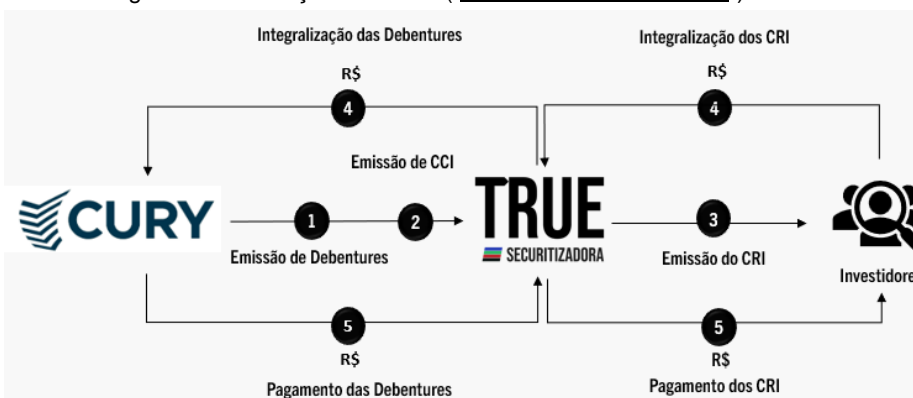 Integralização das Debentures
Integralização dos CRI
R$
R$
4
4
Emissão de CCI
CURY
1
2
TRUE
SECURITIZADORA
3
Emissão de Debentures
Emissão do CRI
Investidore
5
5
R$
R$
Pagamento das Debentures
Pagamento dos CRI